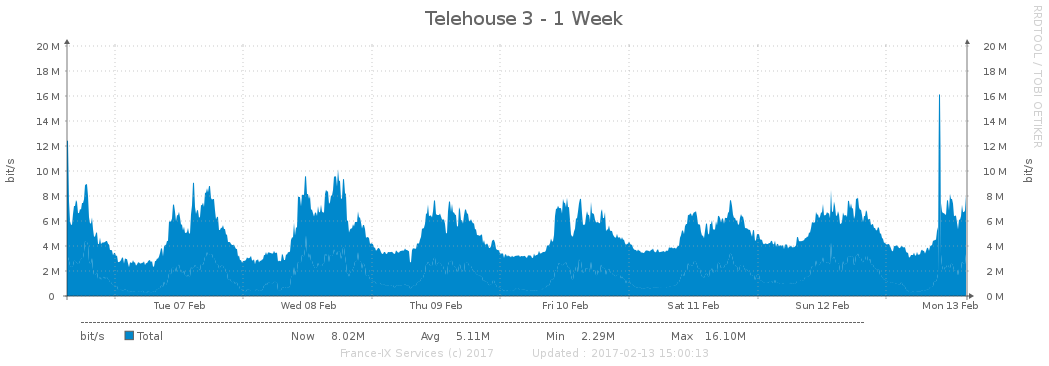 Telehouse 3 - 1 Week
RRDTOOL / TOBI OETIKER
20 M 20 M
18 M 18 M
16 M 16 M
14 M 14 M
12 M 12 M
10 M 10 M
8 M 8 M
6 M 6 M
4 M 4 M
2 M 2 M
0 0 M
bit/s bit/s
Tue 07 Feb Wed 08 Feb Thu 09 Feb Fri 10 Feb Sat 11 Feb Sun 12 Feb Mon 13 Feb
bit/s Total Now 8.02M Avg 5.11M Min 2.29M Max 16.10M
France-IX Services (c) 2017 Updated : 2017-02-13 15:00:13